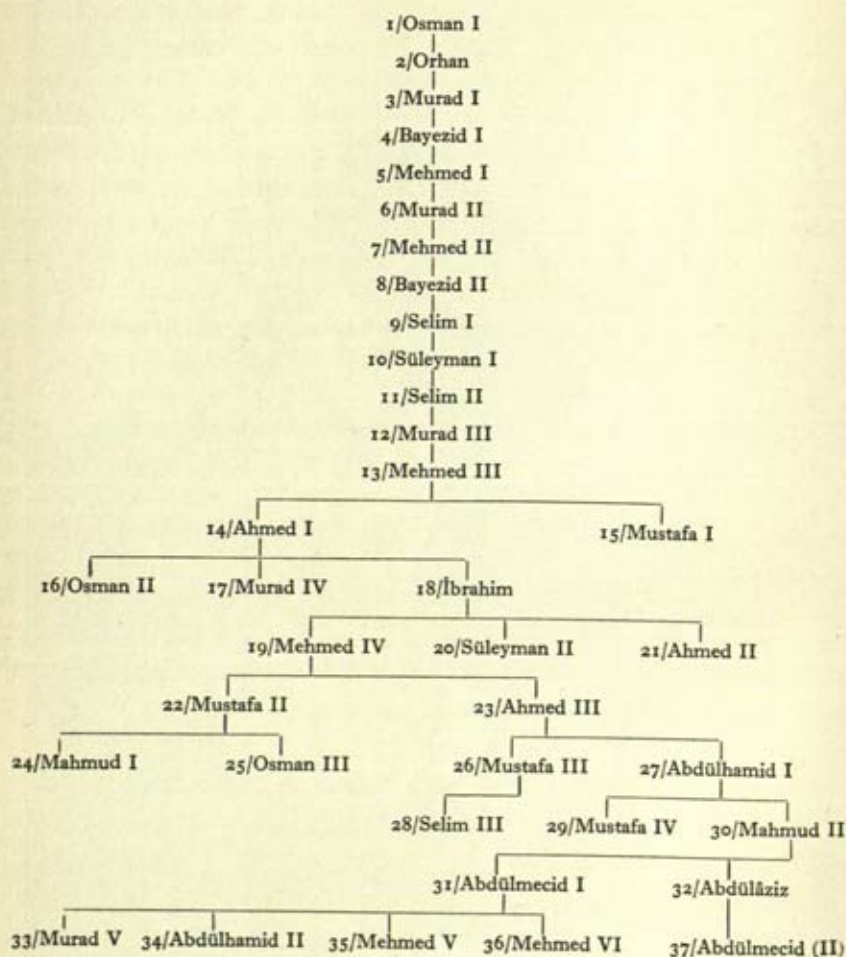 1/Osman I
2/Orhan
3/Murad I
4/Bayezid I
5/Mehmed I
6/Murad II
7/Mehmed II
8/Bayezid II
9/Selim I
10/Süleyman I
11/Selim II
12/Murad III
13/Mehmed III
14/Ahmed I 15/Mustafa I
16/Osman II 17/Murad IV 18/İbrahim
19/Mehmed IV 20/Süleyman II 21/Ahmed II
22/Mustafa II 23/Ahmed III
24/Mahmud I 25/Osman III 26/Mustafa III 27/Abdülhamid I
28/Selim III 29/Mustafa IV 30/Mahmud II
31/Abdülmecid I 32/Abdülâziz
33/Murad V 34/Abdülhamid II 35/Mehmed V 36/Mehmed VI 37/Abdülmecid (II)